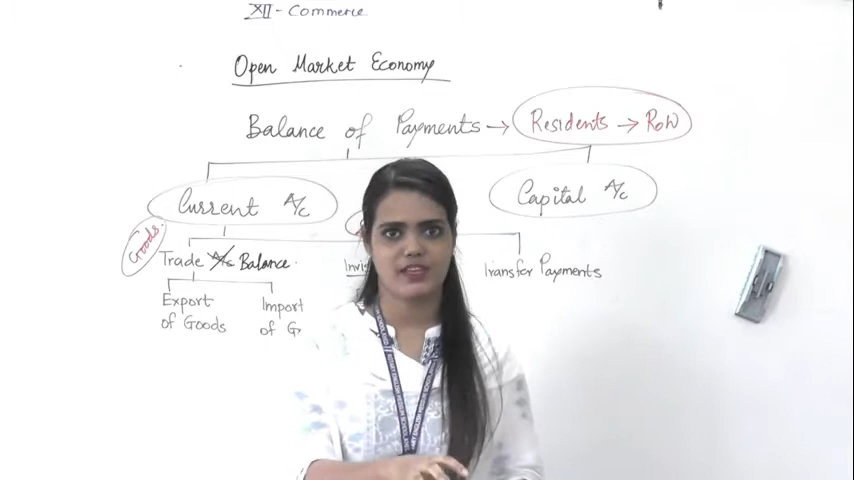 XII - Commerce
Open Market Economy
Balance of Payments → Residents → RoW
Current A/c
Capital A/c
Goods.
Trade A/c Balance.
Transfer Payments
Export
of Goods
Import
of G